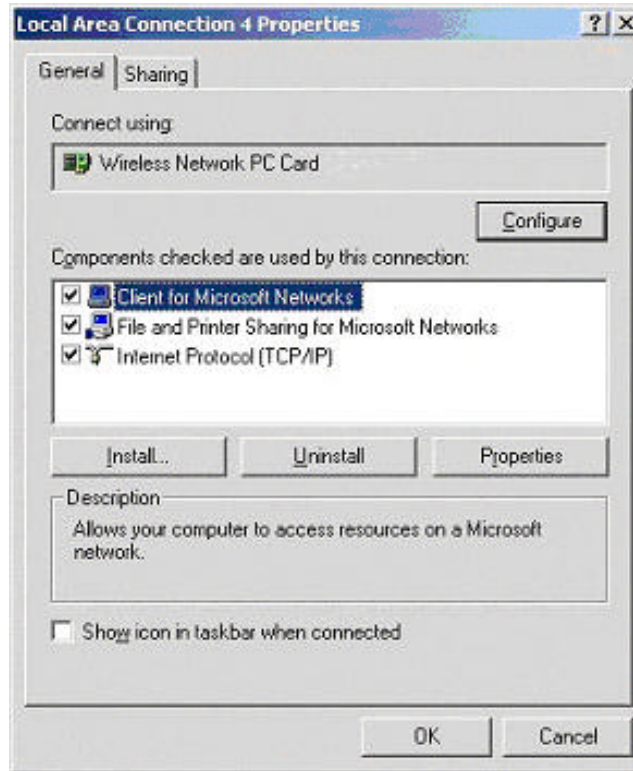 Local Area Connection 4 Properties
General
Sharing
Connect using:
Wireless Network PC Card
Configure
Components checked are used by this connection:
Client for Microsoft Networks
File and Printer Sharing for Microsoft Networks
Internet Protocol (TCP/IP)
Install...
Uninstall
Properties
Description
Allows your computer to access resources on a Microsoft
network.
Show icon in taskbar when connected
OK
Cancel